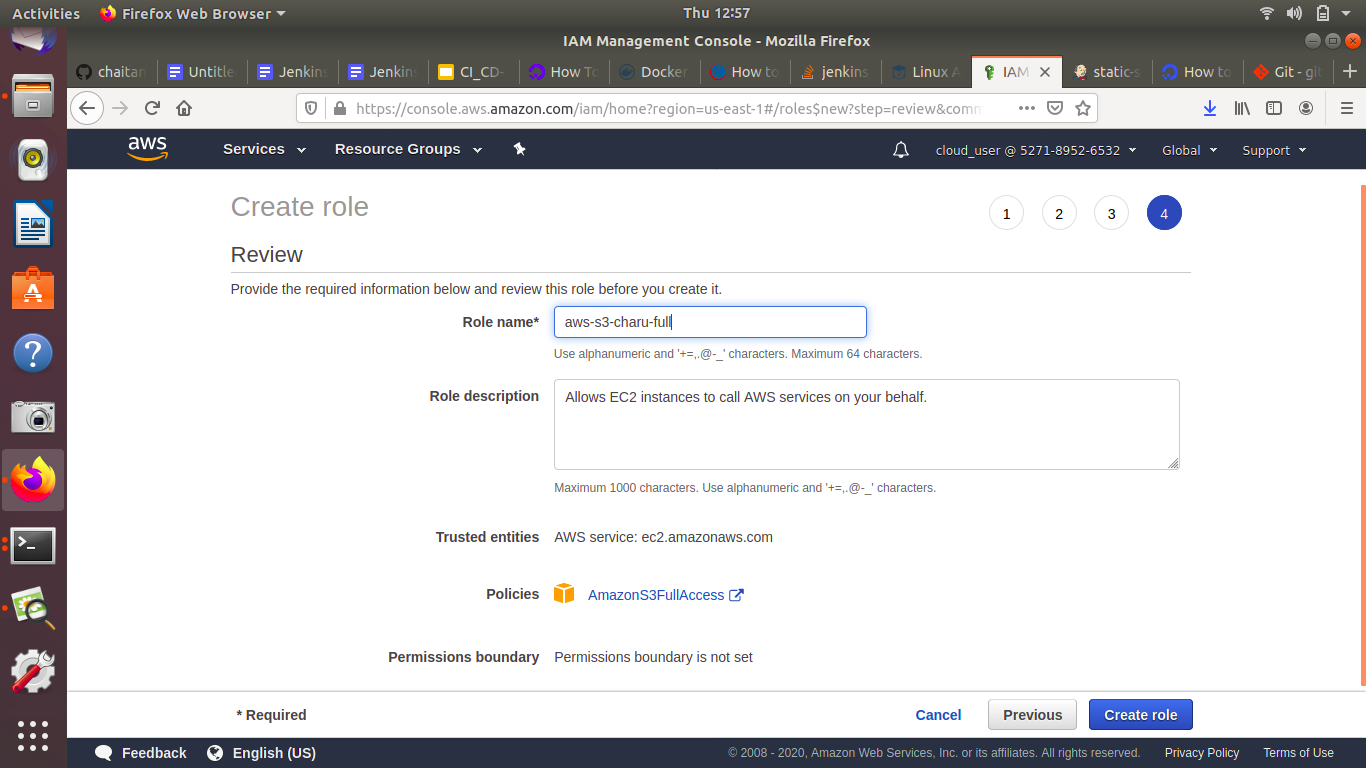 Activities Firefox Web Browser Thu 12:57
IAM Management Console - Mozilla Firefox
chaitan Untitle Jenkins Jenkins CI_CD- How To Docker How to jenkins Linux A IAM static-s How to Git - git
https://console.aws.amazon.com/iam/home?region=us-east-1#/roles$new?step=review&comm
aws Services Resource Groups cloud_user @ 5271-8952-6532 Global Support
Create role 1 2 3 4
Review
Provide the required information below and review this role before you create it.
Role name* aws-s3-charu-full
Use alphanumeric and '+=,.@-_' characters. Maximum 64 characters.
Role description Allows EC2 instances to call AWS services on your behalf.
Maximum 1000 characters. Use alphanumeric and '+=,.@-_' characters.
Trusted entities AWS service: ec2.amazonaws.com
Policies AmazonS3FullAccess
Permissions boundary Permissions boundary is not set
* Required Cancel Previous Create role
Feedback English (US) © 2008 - 2020, Amazon Web Services, Inc. or its affiliates. All rights reserved. Privacy Policy Terms of Use